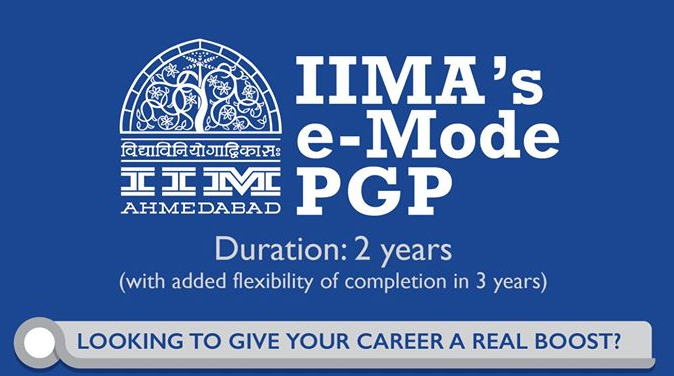 IIMA's
e-Mode
PGP
विद्याविनियोगाद्विकासः
IIM
AHMEDABAD
Duration: 2 years
(with added flexibility of completion in 3 years)
LOOKING TO GIVE YOUR CAREER A REAL BOOST?